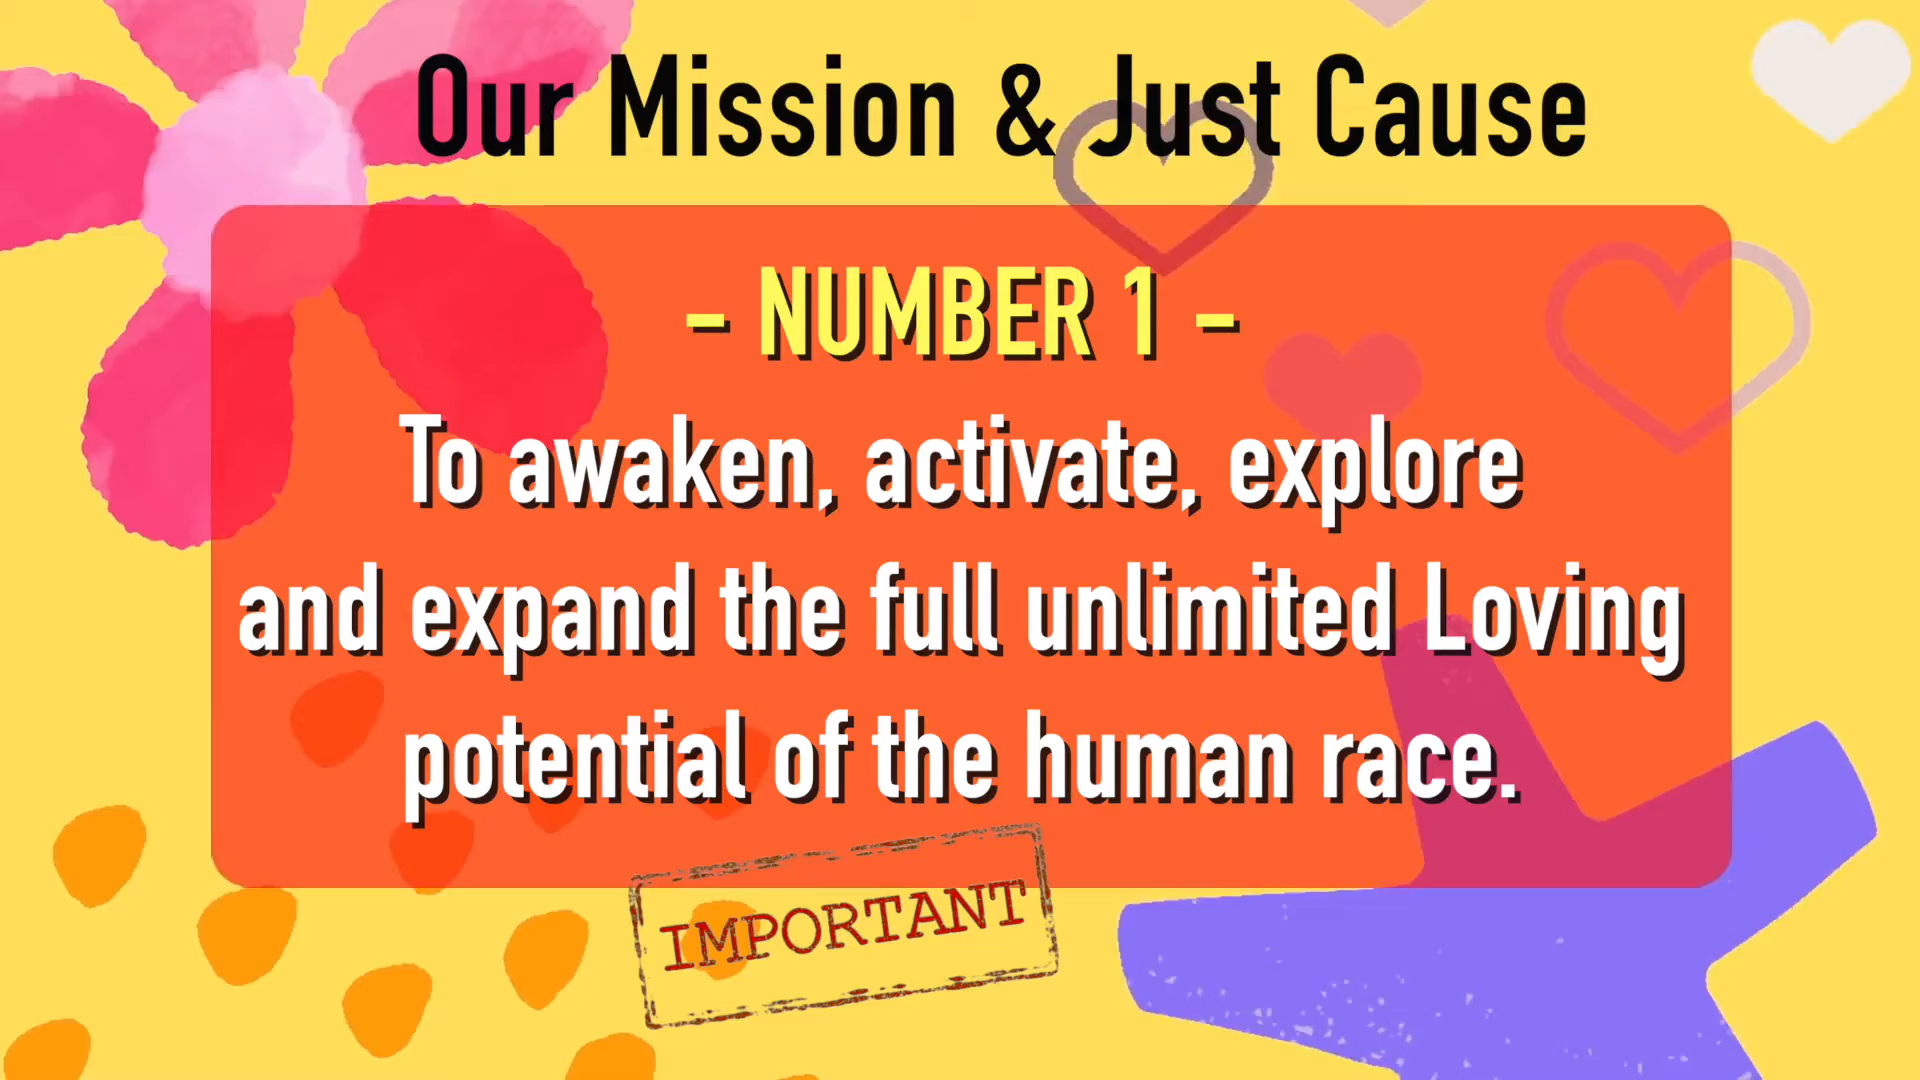 Our Mission & Just Cause
– NUMBER 1 –
To awaken, activate, explore
and expand the full unlimited Loving
potential of the human race.
IMPORTANT